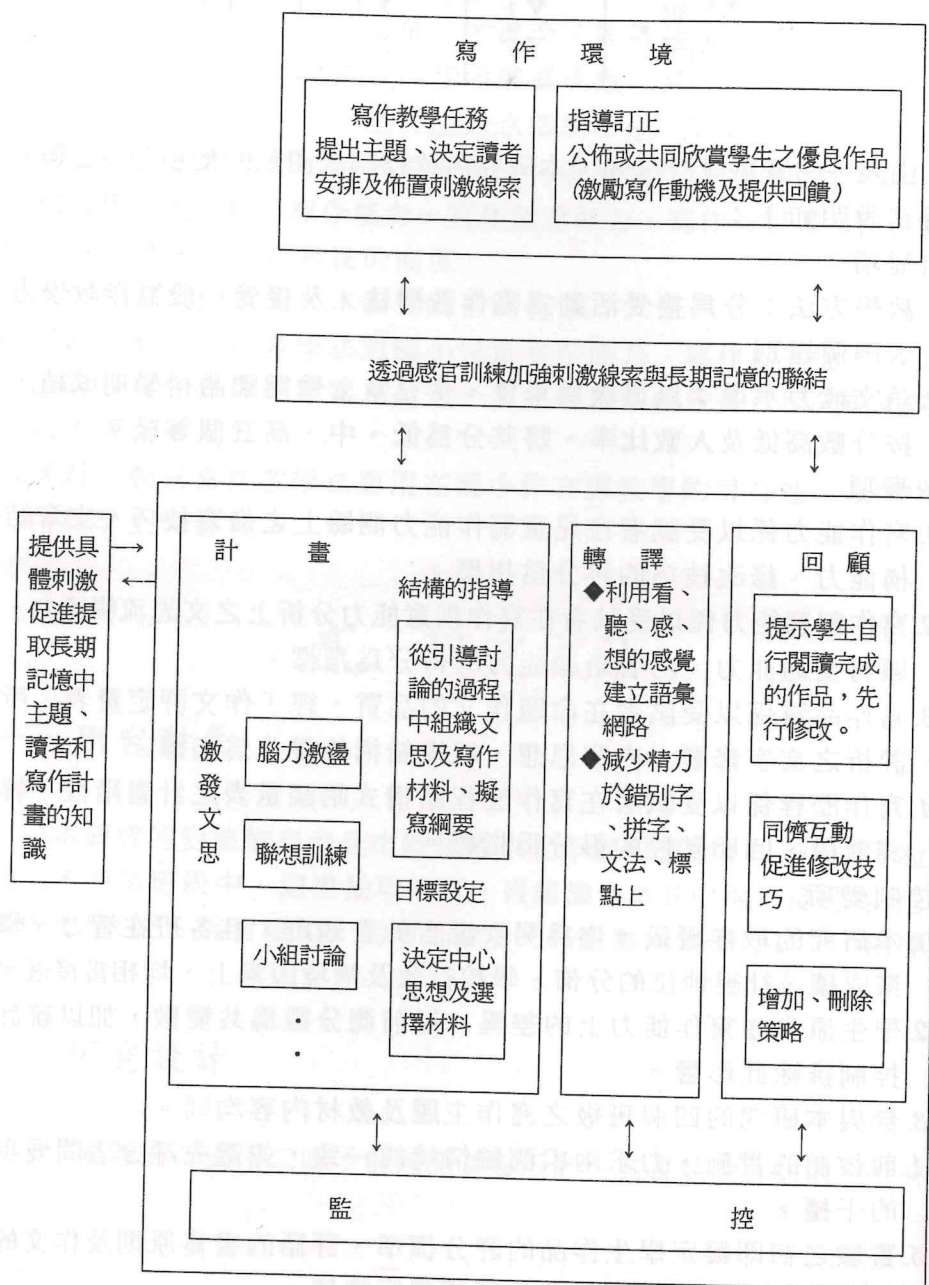 寫作環境
寫作教學任務
提出主題、決定讀者
安排及佈置刺激線索
指導訂正
公佈或共同欣賞學生之優良作品
(激勵寫作動機及提供回饋)
透過感官訓練加強刺激線索與長期記憶的聯結
提供具
體刺激
促進提
取長期
記憶中
主題、
讀者和
寫作計
畫的知
識
計畫
激
發
文
思
腦力激盪
聯想訓練
小組討論
結構的指導
從引導討
論的過程
中組織文
思及寫作
材料；擬
寫綱要
目標設定
決定中心
思想及選
擇材料
轉譯
◆利用看、
聽、感、
想的感覺
建立語彙
網路
◆減少精力
於錯別字、
拼字、
文法、標
點上
回顧
提示學生自
行閱讀完成
的作品，先
行修改。
同儕互動
促進修改技
巧
增加、刪除
策略
監控